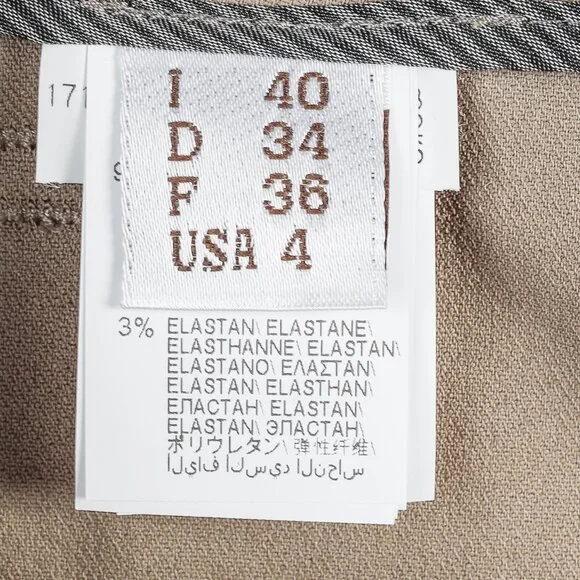 171
I 40
D 34
F 36
USA 4
3% ELASTAN\ ELASTANE\
ELASTHANNE\ ELASTAN\
ELASTANO\ ΕΛΑΣΤΑΝ\
ELASTAN\ ELASTHAN\
ЕЛАСТАН\ ELASTAN\
ELASTAN\ ЭЛАСТАН\
ポリウレタン\ 弹性纤维\